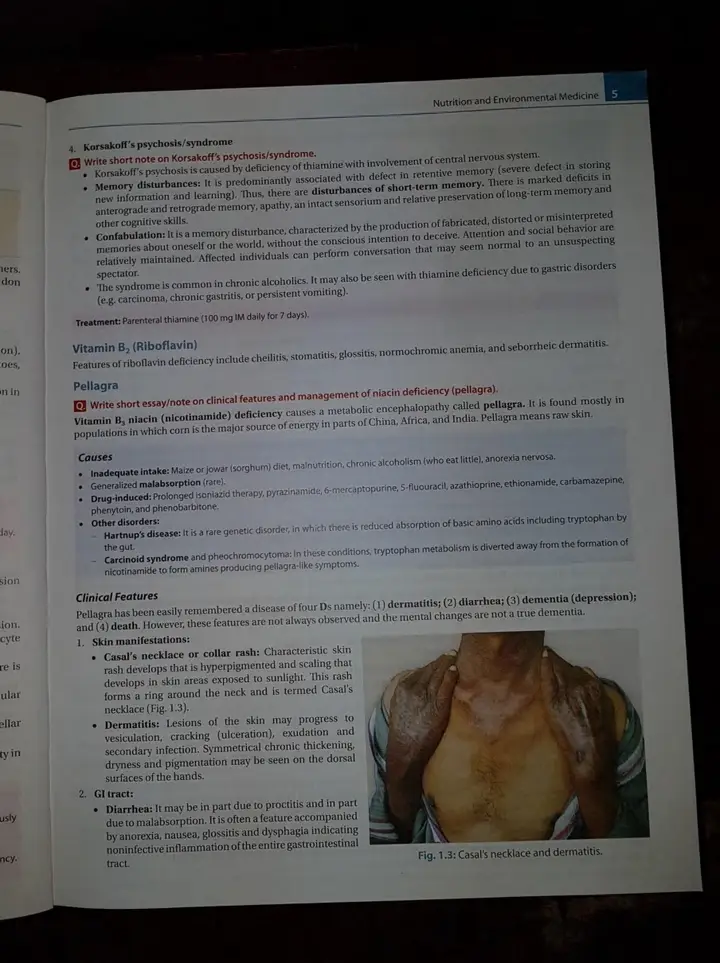 Nutrition and Environmental Medicine 5
4. Korsakoff's psychosis/syndrome
Q. Write short note on Korsakoff's psychosis/syndrome.
• Korsakoff's psychosis is caused by deficiency of thiamine with involvement of central nervous system.
• Memory disturbances: It is predominantly associated with defect in retentive memory (severe defect in storing
new information and learning). Thus, there are disturbances of short-term memory. There is marked deficits in
anterograde and retrograde memory, apathy, an intact sensorium and relative preservation of long-term memory and
other cognitive skills.
• Confabulation: It is a memory disturbance, characterized by the production of fabricated, distorted or misinterpreted
memories about oneself or the world, without the conscious intention to deceive. Attention and social behavior are
relatively maintained. Affected individuals can perform conversation that may seem normal to an unsuspecting
spectator.
• The syndrome is common in chronic alcoholics. It may also be seen with thiamine deficiency due to gastric disorders
(e.g. carcinoma, chronic gastritis, or persistent vomiting).
Treatment: Parenteral thiamine (100 mg IM daily for 7 days).
Vitamin B2 (Riboflavin)
Features of riboflavin deficiency include cheilitis, stomatitis, glossitis, normochromic anemia, and seborrheic dermatitis.
Pellagra
Q. Write short essay/note on clinical features and management of niacin deficiency (pellagra).
Vitamin B3 niacin (nicotinamide) deficiency causes a metabolic encephalopathy called pellagra. It is found mostly in
populations in which corn is the major source of energy in parts of China, Africa, and India. Pellagra means raw skin.
Causes
• Inadequate intake: Maize or jowar (sorghum) diet, malnutrition, chronic alcoholism (who eat little), anorexia nervosa.
• Generalized malabsorption (rare).
• Drug-induced: Prolonged isoniazid therapy, pyrazinamide, 6-mercaptopurine, 5-fluouracil, azathioprine, ethionamide, carbamazepine,
phenytoin, and phenobarbitone.
• Other disorders:
– Hartnup's disease: It is a rare genetic disorder, in which there is reduced absorption of basic amino acids including tryptophan by
the gut.
– Carcinoid syndrome and pheochromocytoma: In these conditions, tryptophan metabolism is diverted away from the formation of
nicotinamide to form amines producing pellagra-like symptoms.
Clinical Features
Pellagra has been easily remembered a disease of four Ds namely: (1) dermatitis; (2) diarrhea; (3) dementia (depression);
and (4) death. However, these features are not always observed and the mental changes are not a true dementia.
1. Skin manifestations:
• Casal's necklace or collar rash: Characteristic skin
rash develops that is hyperpigmented and scaling that
develops in skin areas exposed to sunlight. This rash
forms a ring around the neck and is termed Casal's
necklace (Fig. 1.3).
• Dermatitis: Lesions of the skin may progress to
vesiculation, cracking (ulceration), exudation and
secondary infection. Symmetrical chronic thickening,
dryness and pigmentation may be seen on the dorsal
surfaces of the hands.
2. GI tract:
• Diarrhea: It may be in part due to proctitis and in part
due to malabsorption. It is often a feature accompanied
by anorexia, nausea, glossitis and dysphagia indicating
noninfective inflammation of the entire gastrointestinal
tract.
Fig. 1.3: Casal's necklace and dermatitis.